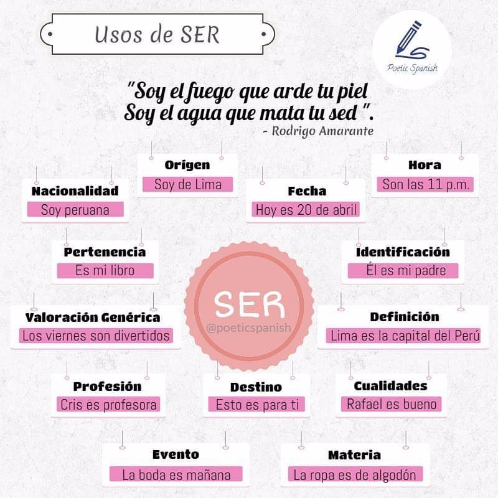 Usos de SER
Poetic Spanish
"Soy el fuego que arde tu piel
Soy el agua que mata tu sed ".
- Rodrigo Amarante
Orígen
Soy de Lima
Hora
Son las 11 p.m.
Nacionalidad
Soy peruana
Fecha
Hoy es 20 de abril
Pertenencia
Es mi libro
Identificación
Él es mi padre
SER
@poeticspanish
Valoración Genérica
Los viernes son divertidos
Definición
Lima es la capital del Perú
Profesión
Cris es profesora
Destino
Esto es para ti
Cualidades
Rafael es bueno
Evento
La boda es mañana
Materia
La ropa es de algodón